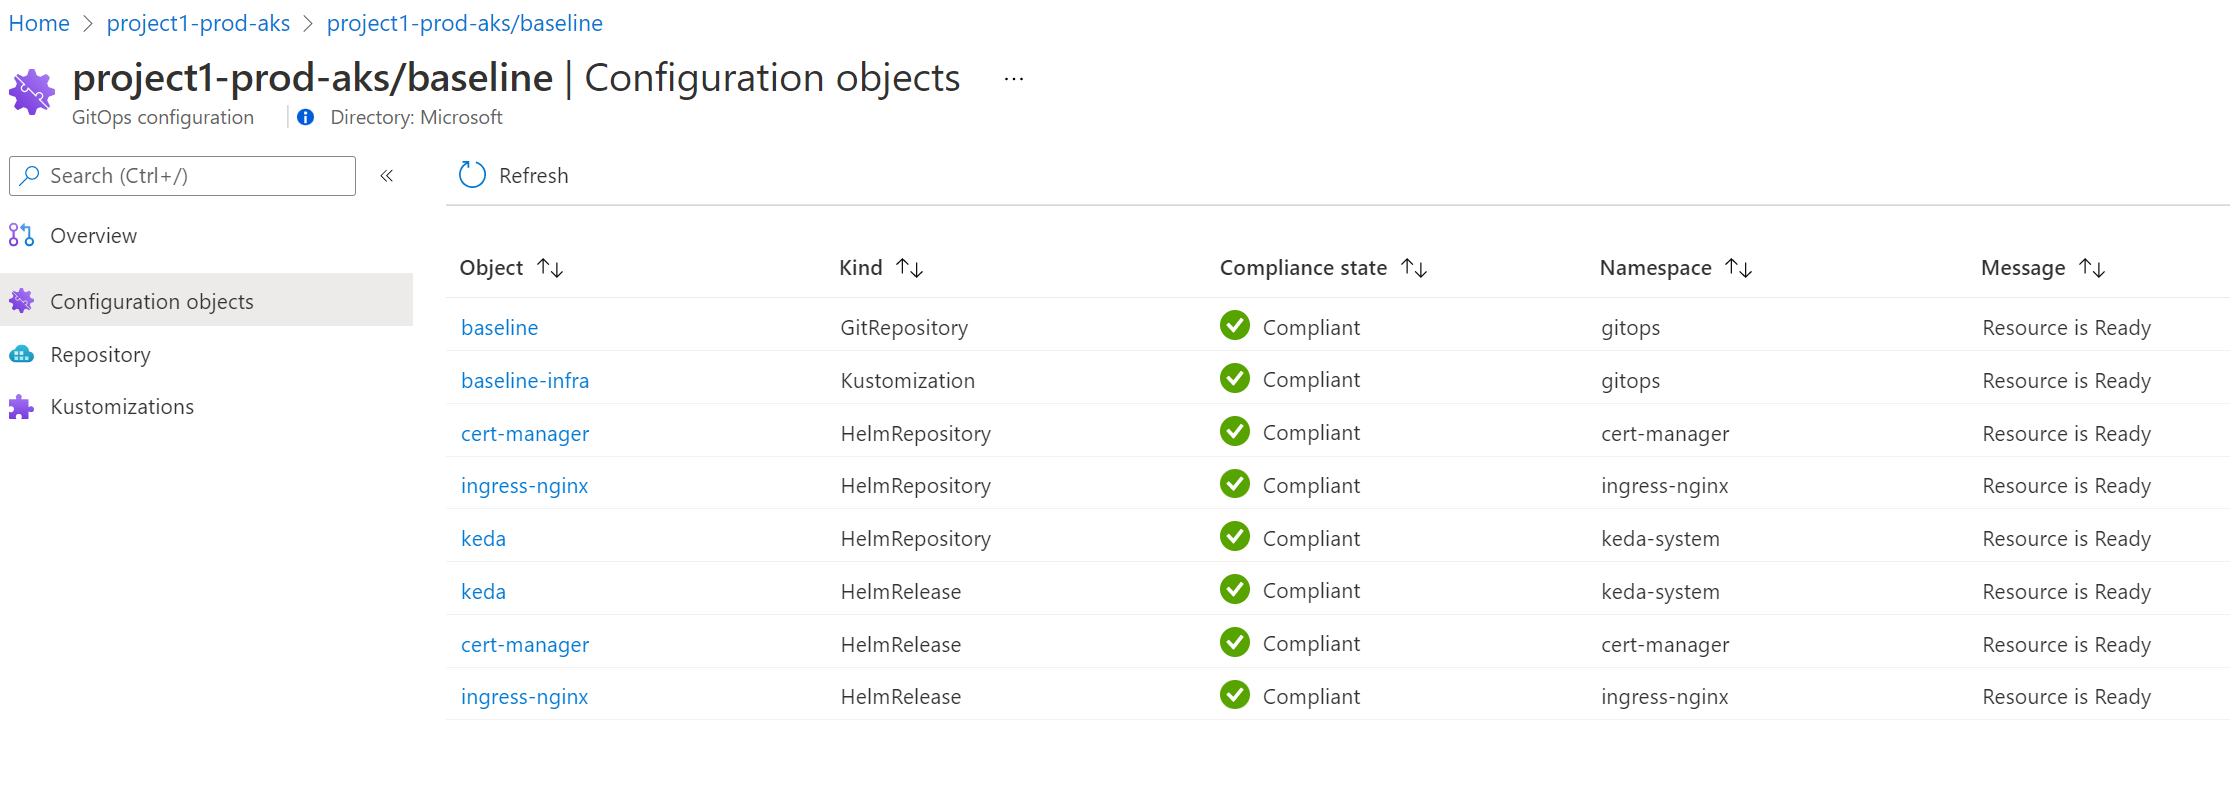 Home > project1-prod-aks > project1-prod-aks/baseline
project1-prod-aks/baseline | Configuration objects ...
GitOps configuration | Directory: Microsoft
Search (Ctrl+/) «
Refresh
Overview
Configuration objects
Repository
Kustomizations
Object ↑↓ Kind ↑↓ Compliance state ↑↓ Namespace ↑↓ Message ↑↓
baseline GitRepository Compliant gitops Resource is Ready
baseline-infra Kustomization Compliant gitops Resource is Ready
cert-manager HelmRepository Compliant cert-manager Resource is Ready
ingress-nginx HelmRepository Compliant ingress-nginx Resource is Ready
keda HelmRepository Compliant keda-system Resource is Ready
keda HelmRelease Compliant keda-system Resource is Ready
cert-manager HelmRelease Compliant cert-manager Resource is Ready
ingress-nginx HelmRelease Compliant ingress-nginx Resource is Ready